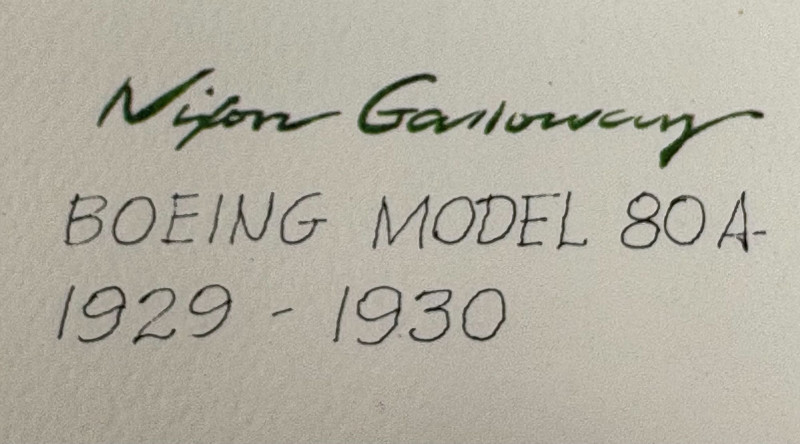 Nixon Galloway
BOEING MODEL 80A
1929 - 1930